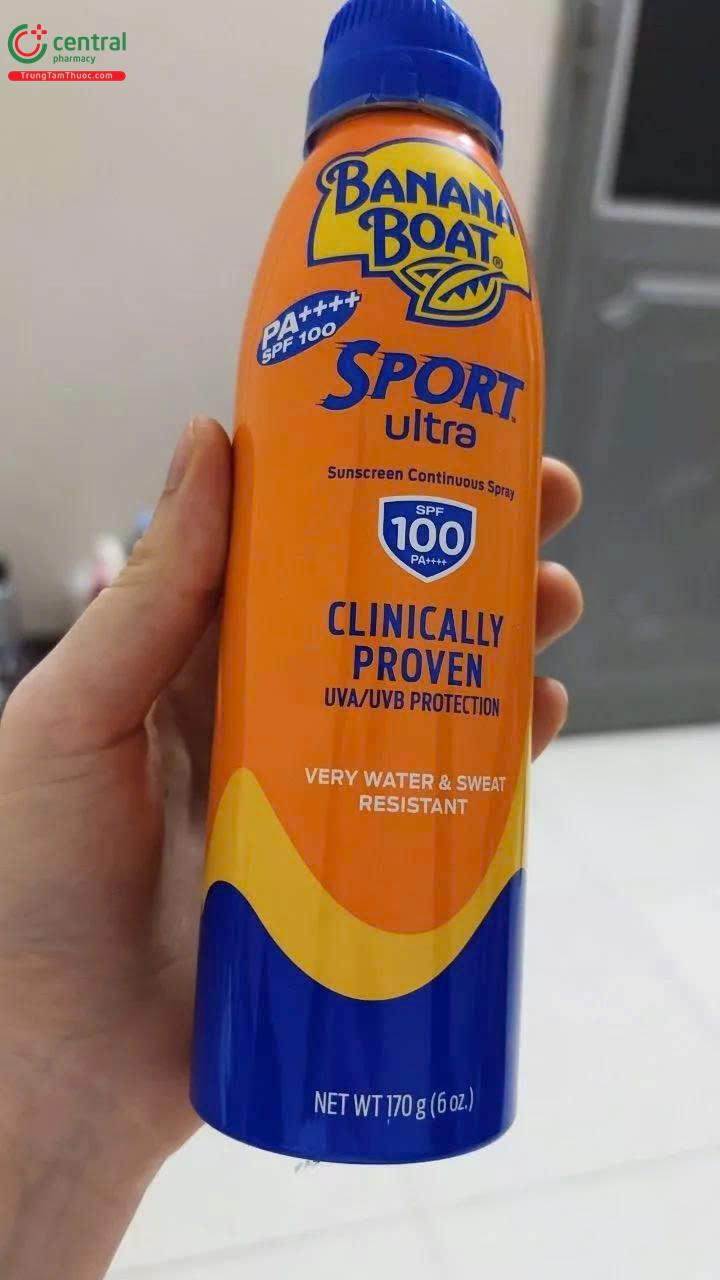 central
pharmacy
TrungTamThuoc.com
BANANA
BOAT®
PA++++
SPF 100
SPORT™
ultra
Sunscreen Continuous Spray
SPF
100
PA++++
CLINICALLY
PROVEN
UVA/UVB PROTECTION
VERY WATER & SWEAT
RESISTANT
NET WT 170 g (6 oz.)